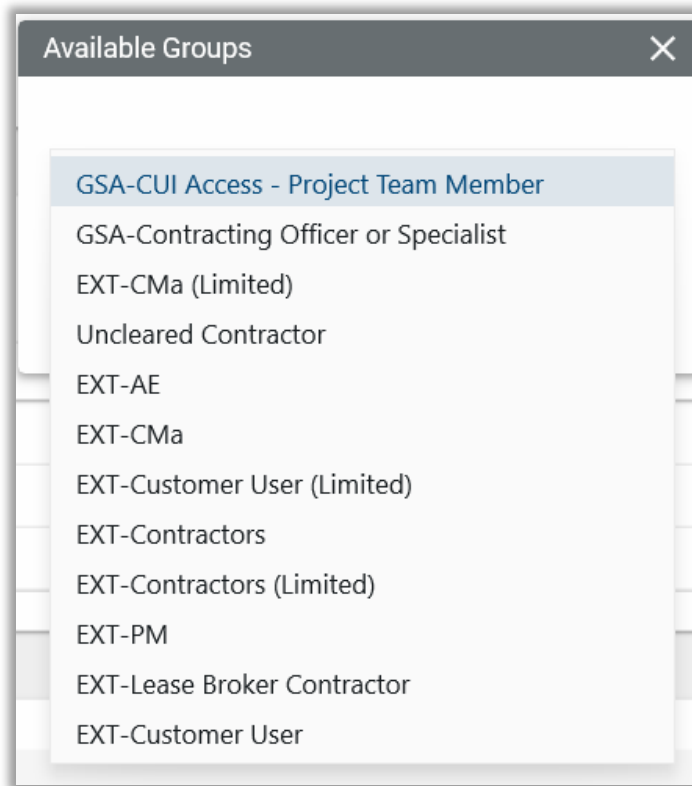 Available Groups
GSA-CUI Access - Project Team Member
GSA-Contracting Officer or Specialist
EXT-CMa (Limited)
Uncleared Contractor
EXT-AE
EXT-CMa
EXT-Customer User (Limited)
EXT-Contractors
EXT-Contractors (Limited)
EXT-PM
EXT-Lease Broker Contractor
EXT-Customer User